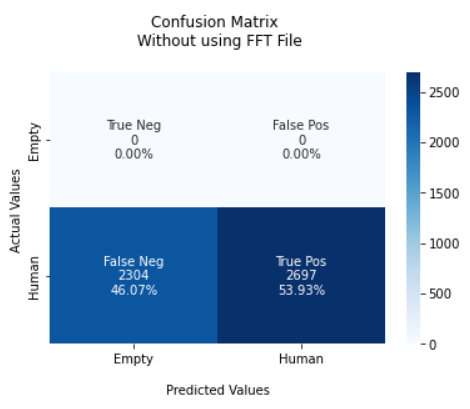 Confusion Matrix
Without using FFT File
True Neg
0
0.00%
False Pos
0
0.00%
False Neg
2304
46.07%
True Pos
2697
53.93%
Empty
Human
Actual Values
Empty
Human
Predicted Values
2500
2000
1500
1000
500
0